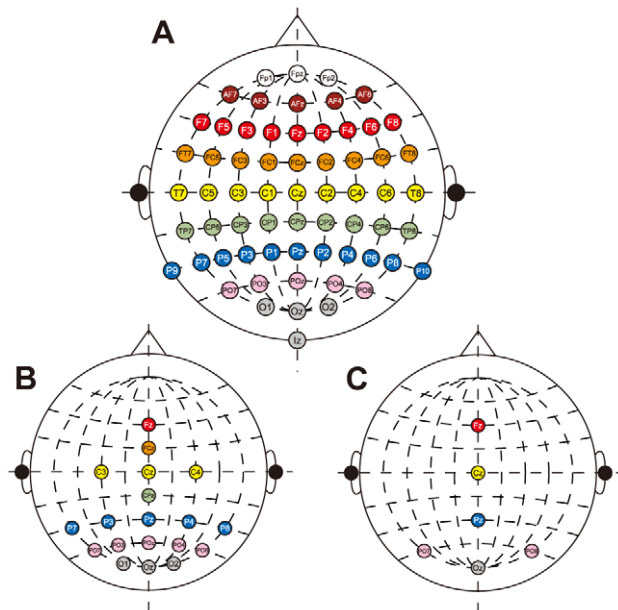 A
Fp1 Fpz Fp2
AF7 AF3 AFz AF4 AF8
F7 F5 F3 F1 Fz F2 F4 F6 F8
FT7 FC5 FC3 FC1 FCz FC2 FC4 FC6 FT8
T7 C5 C3 C1 Cz C2 C4 C6 T8
TP7 CP5 CP3 CP1 CPz CP2 CP4 CP6 TP8
P9 P7 P5 P3 P1 Pz P2 P4 P6 P8 P10
PO7 PO3 POz PO4 PO8
O1 Oz O2
Iz
B
Fz
FCz
C3 Cz C4
CPz
P7 P3 Pz P4 P8
PO7 PO3 POz PO4 PO8
O1 Oz O2
C
Fz
Cz
Pz
PO7 PO8
Oz